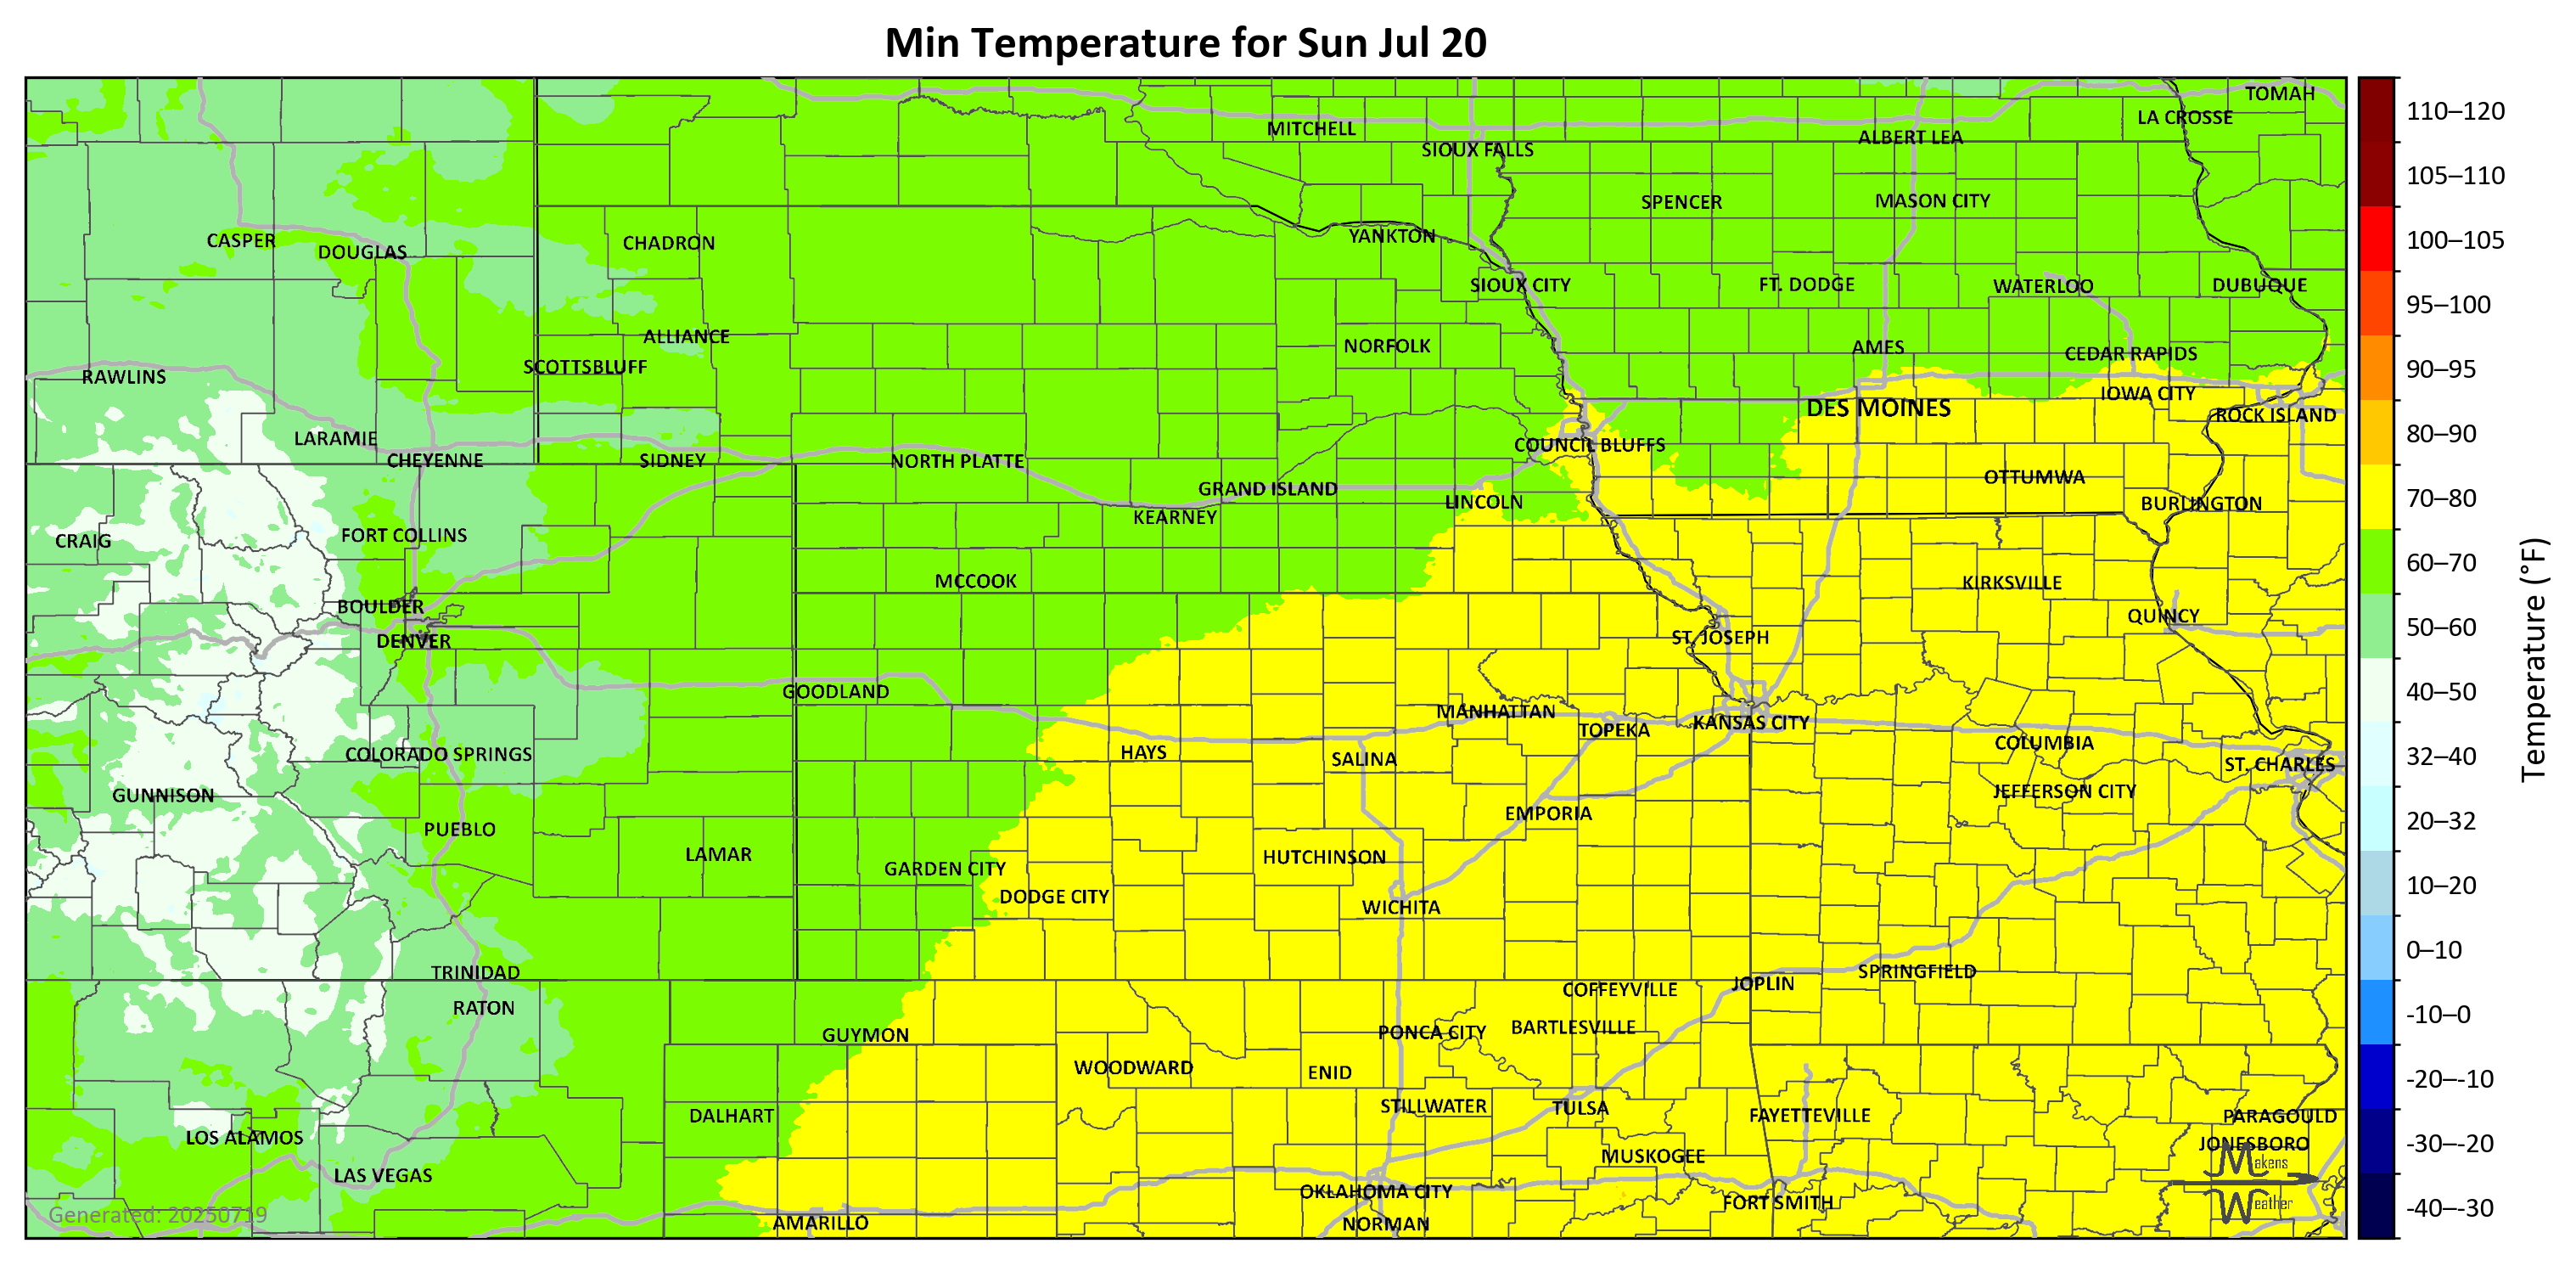 Min Temperature for Sun Jul 20
TOMAH
LA CROSSE
MITCHELL
ALBERT LEA
SIOUX FALLS
SPENCER
MASON CITY
CASPER
DOUGLAS
CHADRON
YANKTON
SIOUX CITY
FT. DODGE
WATERLOO
DUBUQUE
ALLIANCE
NORFOLK
AMES
CEDAR RAPIDS
SCOTTSBLUFF
RAWLINS
IOWA CITY
DES MOINES
ROCK ISLAND
LARAMIE
COUNCIL BLUFFS
CHEYENNE
SIDNEY
NORTH PLATTE
OTTUMWA
GRAND ISLAND
LINCOLN
BURLINGTON
KEARNEY
FORT COLLINS
CRAIG
MCCOOK
KIRKSVILLE
BOULDER
QUINCY
DENVER
ST. JOSEPH
GOODLAND
MANHATTAN
KANSAS CITY
TOPEKA
COLUMBIA
COLORADO SPRINGS
HAYS
SALINA
ST. CHARLES
GUNNISON
JEFFERSON CITY
EMPORIA
PUEBLO
LAMAR
HUTCHINSON
GARDEN CITY
DODGE CITY
WICHITA
TRINIDAD
SPRINGFIELD
JOPLIN
COFFEYVILLE
RATON
BARTLESVILLE
PONCA CITY
GUYMON
WOODWARD
ENID
STILLWATER
TULSA
DALHART
FAYETTEVILLE
PARAGOULD
LOS ALAMOS
JONESBORO
MUSKOGEE
LAS VEGAS
OKLAHOMA CITY
FORT SMITH
AMARILLO
NORMAN
Generated: 20250719
Makens
Weather
110–120
105–110
100–105
95–100
90–95
80–90
70–80
60–70
50–60
40–50
32–40
20–32
10–20
0–10
-10–0
-20–-10
-30–-20
-40–-30
Temperature (°F)